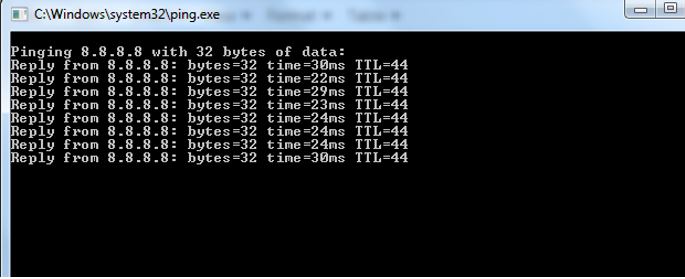 C:\Windows\system32\ping.exe
Pinging 8.8.8.8 with 32 bytes of data:
Reply from 8.8.8.8: bytes=32 time=30ms TTL=44
Reply from 8.8.8.8: bytes=32 time=22ms TTL=44
Reply from 8.8.8.8: bytes=32 time=29ms TTL=44
Reply from 8.8.8.8: bytes=32 time=23ms TTL=44
Reply from 8.8.8.8: bytes=32 time=24ms TTL=44
Reply from 8.8.8.8: bytes=32 time=24ms TTL=44
Reply from 8.8.8.8: bytes=32 time=24ms TTL=44
Reply from 8.8.8.8: bytes=32 time=30ms TTL=44